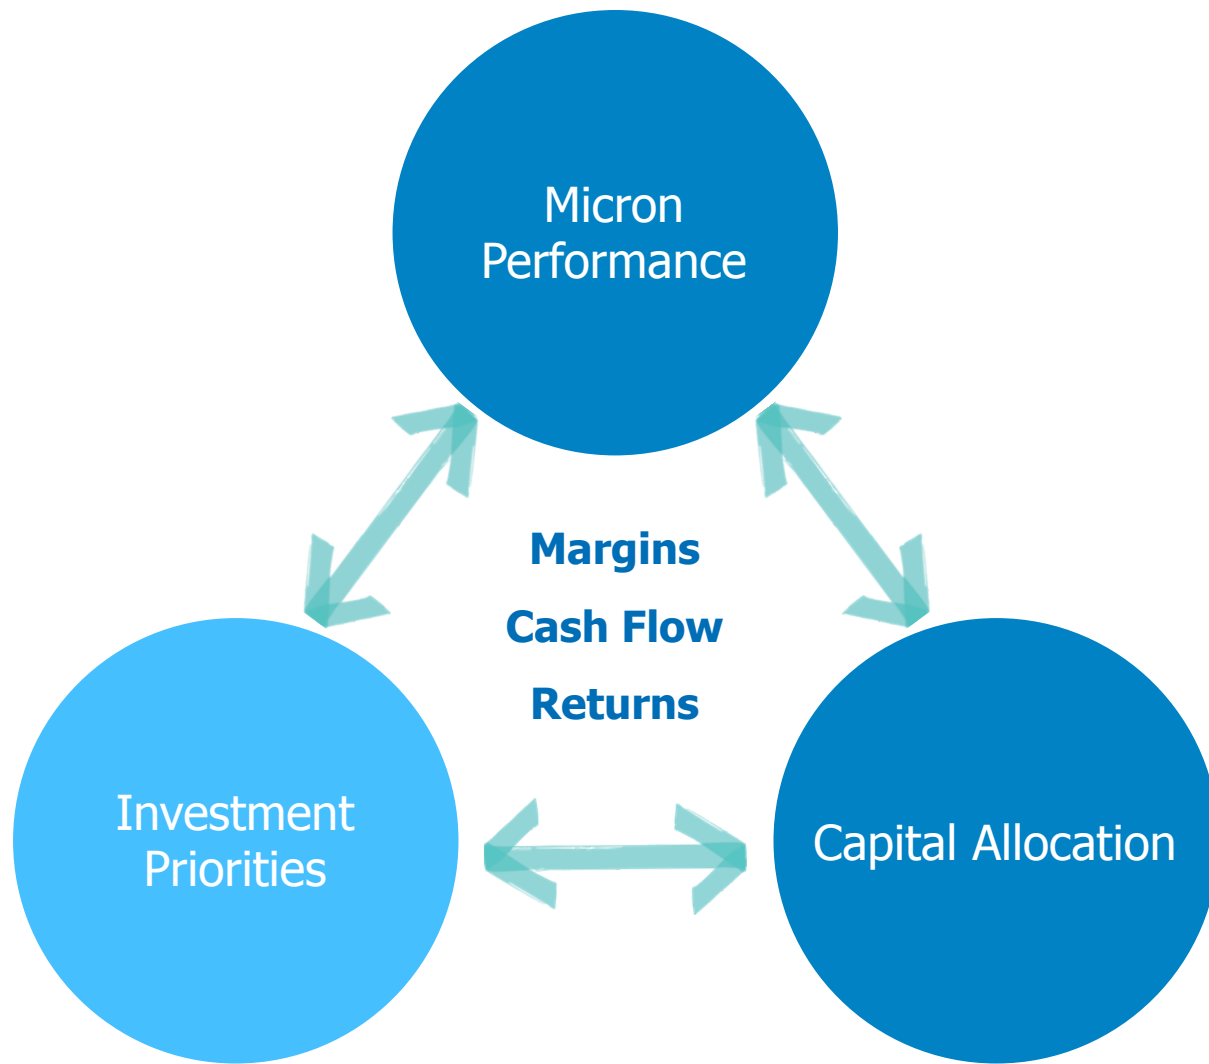 Micron
Performance
Margins
Cash Flow
Returns
Investment
Priorities
Capital Allocation